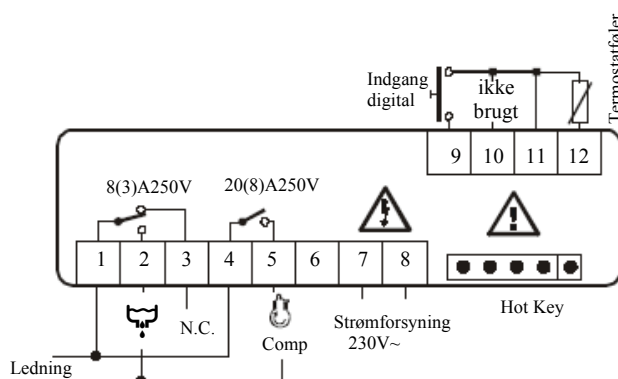 Indgang
digital
ikke
brugt
Termostatføler
9 10 11 12
8(3)A250V
20(8)A250V
1 2 3 4 5 6 7 8
N.C.
Comp
Strømforsyning
230V~
Hot Key
Ledning